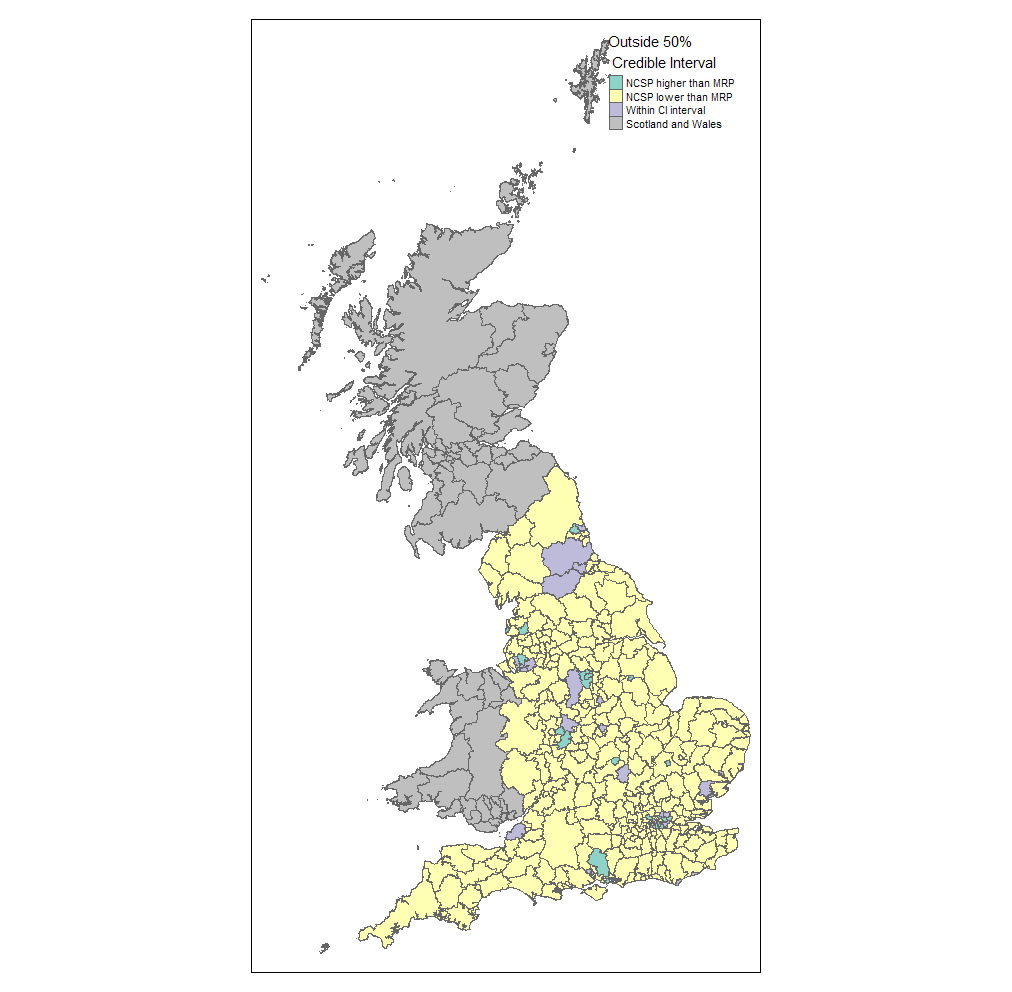 Outside 50%
Credible Interval
NCSP higher than MRP
NCSP lower than MRP
Within CI interval
Scotland and Wales